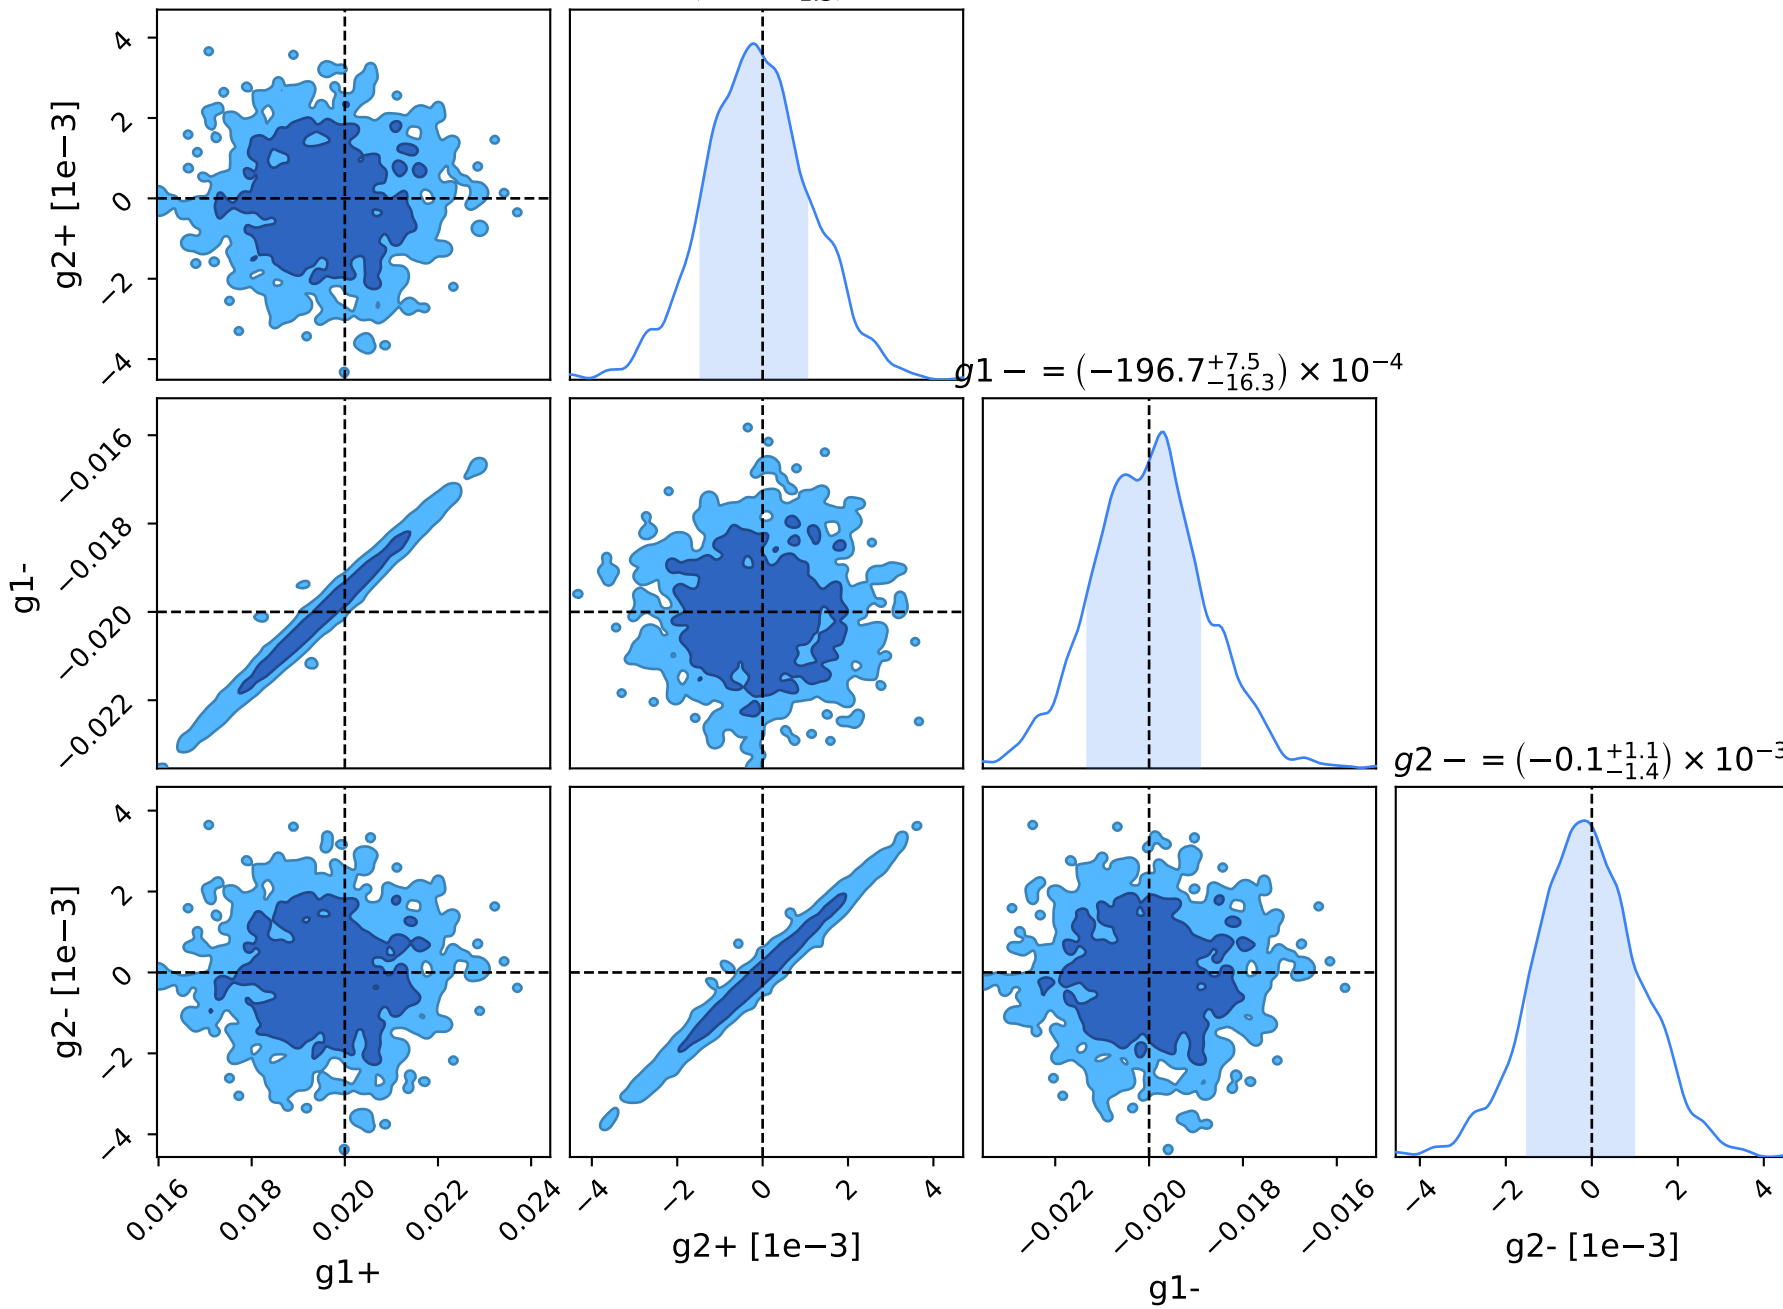 4
2
0
−2
−4
g2+ [1e−3]
g1 − = (−196.7 +7.5 −16.3) × 10−4
−0.016
−0.018
−0.020
−0.022
g1-
g2 − = (−0.1 +1.1 −1.4) × 10−3
4
2
0
−2
−4
g2- [1e−3]
0.016 0.018 0.020 0.022 0.024
g1+
−4 −2 0 2 4
g2+ [1e−3]
−0.022 −0.020 −0.018 −0.016
g1-
−4 −2 0 2 4
g2- [1e−3]